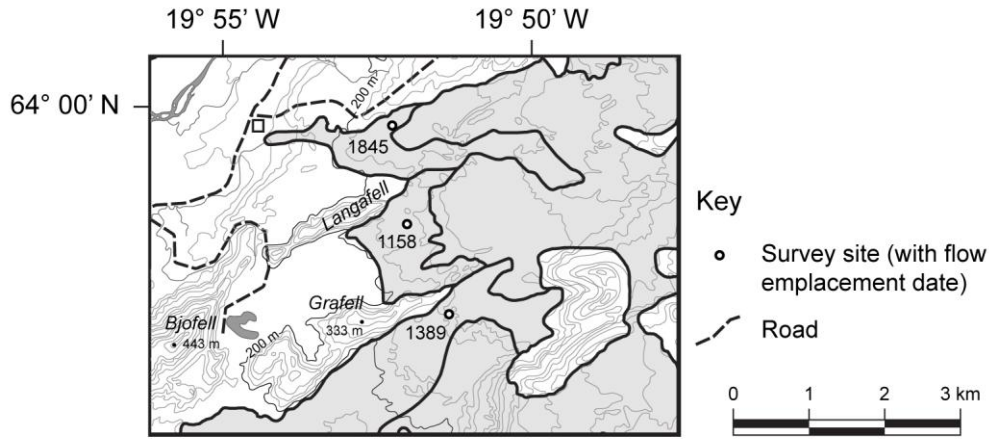 19° 55’ W
19° 50’ W
64° 00’ N
200 m
1845
Langafell
1158
Key
Survey site (with flow
emplacement date)
Grafell
333 m
Bjofell
443 m
200 m
1389
Road
0 1 2 3 km